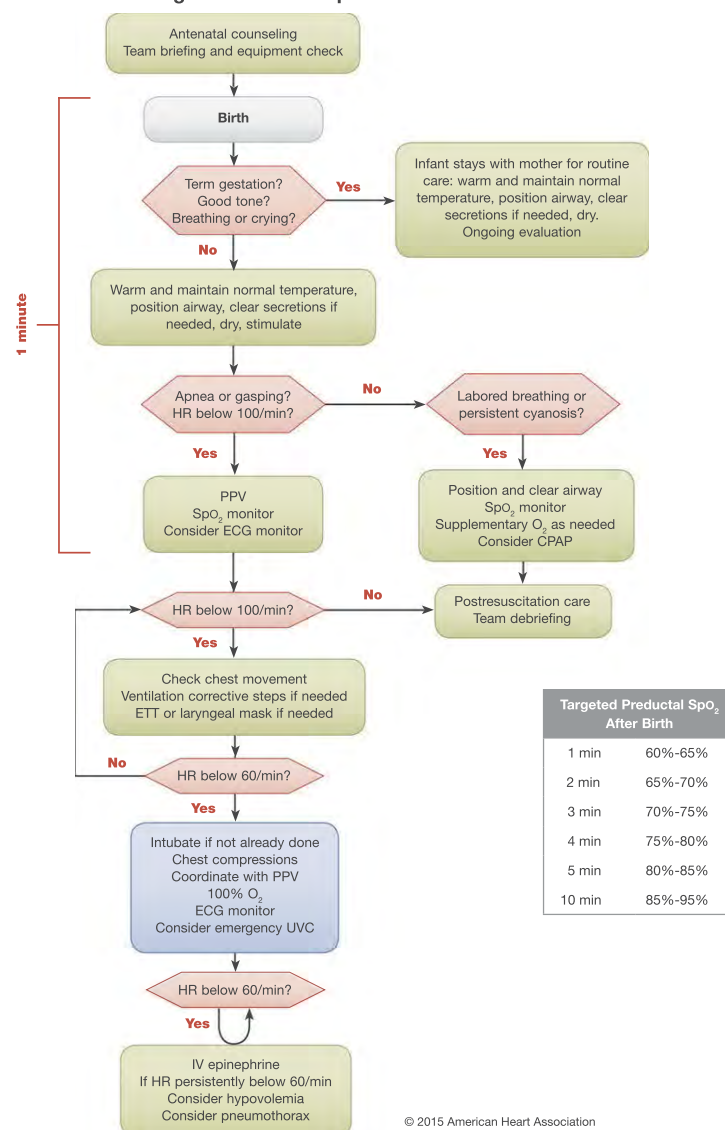 Antenatal counseling
Team briefing and equipment check
Birth
Term gestation?
Good tone?
Breathing or crying?
Yes
Infant stays with mother for routine
care: warm and maintain normal
temperature, position airway, clear
secretions if needed, dry.
Ongoing evaluation
No
1 minute
Warm and maintain normal temperature,
position airway, clear secretions if
needed, dry, stimulate
Apnea or gasping?
HR below 100/min?
No
Labored breathing or
persistent cyanosis?
Yes
Yes
PPV
SpO₂ monitor
Consider ECG monitor
Position and clear airway
SpO₂ monitor
Supplementary O₂ as needed
Consider CPAP
HR below 100/min?
No
Postresuscitation care
Team debriefing
Yes
Check chest movement
Ventilation corrective steps if needed
ETT or laryngeal mask if needed
No
HR below 60/min?
Yes
Intubate if not already done
Chest compressions
Coordinate with PPV
100% O₂
ECG monitor
Consider emergency UVC
HR below 60/min?
Yes
IV epinephrine
If HR persistently below 60/min
Consider hypovolemia
Consider pneumothorax
Targeted Preductal SpO₂
After Birth
1 min 60%-65%
2 min 65%-70%
3 min 70%-75%
4 min 75%-80%
5 min 80%-85%
10 min 85%-95%
© 2015 American Heart Association